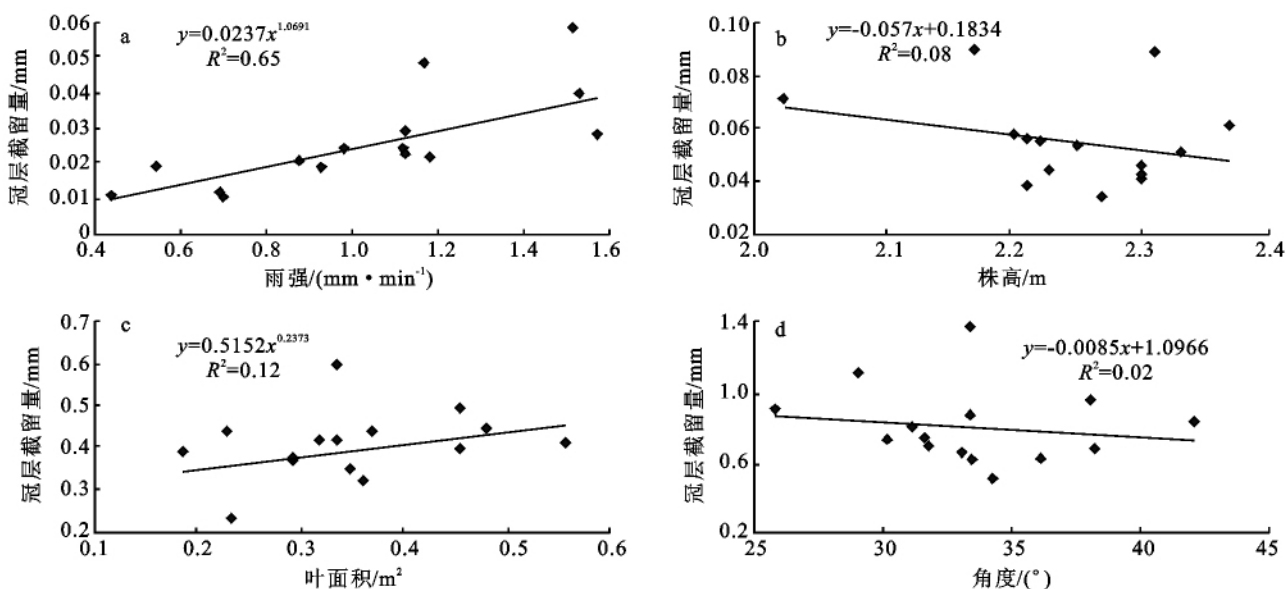 a
y=0.0237x^1.0691
R²=0.65
0.06
0.05
0.04
0.03
0.02
0.01
0
冠层截留量/mm
0.4 0.6 0.8 1.0 1.2 1.4 1.6
雨强/(mm·min⁻¹)
b
y=-0.057x+0.1834
R²=0.08
0.10
0.08
0.06
0.04
0.02
冠层截留量/mm
2.0 2.1 2.2 2.3 2.4
株高/m
c
y=0.5152x^0.2373
R²=0.12
0.7
0.6
0.5
0.4
0.3
0.2
冠层截留量/mm
0.1 0.2 0.3 0.4 0.5 0.6
叶面积/m²
d
y=-0.0085x+1.0966
R²=0.02
1.4
1.0
0.6
0.2
冠层截留量/mm
25 30 35 40 45
角度/(°)